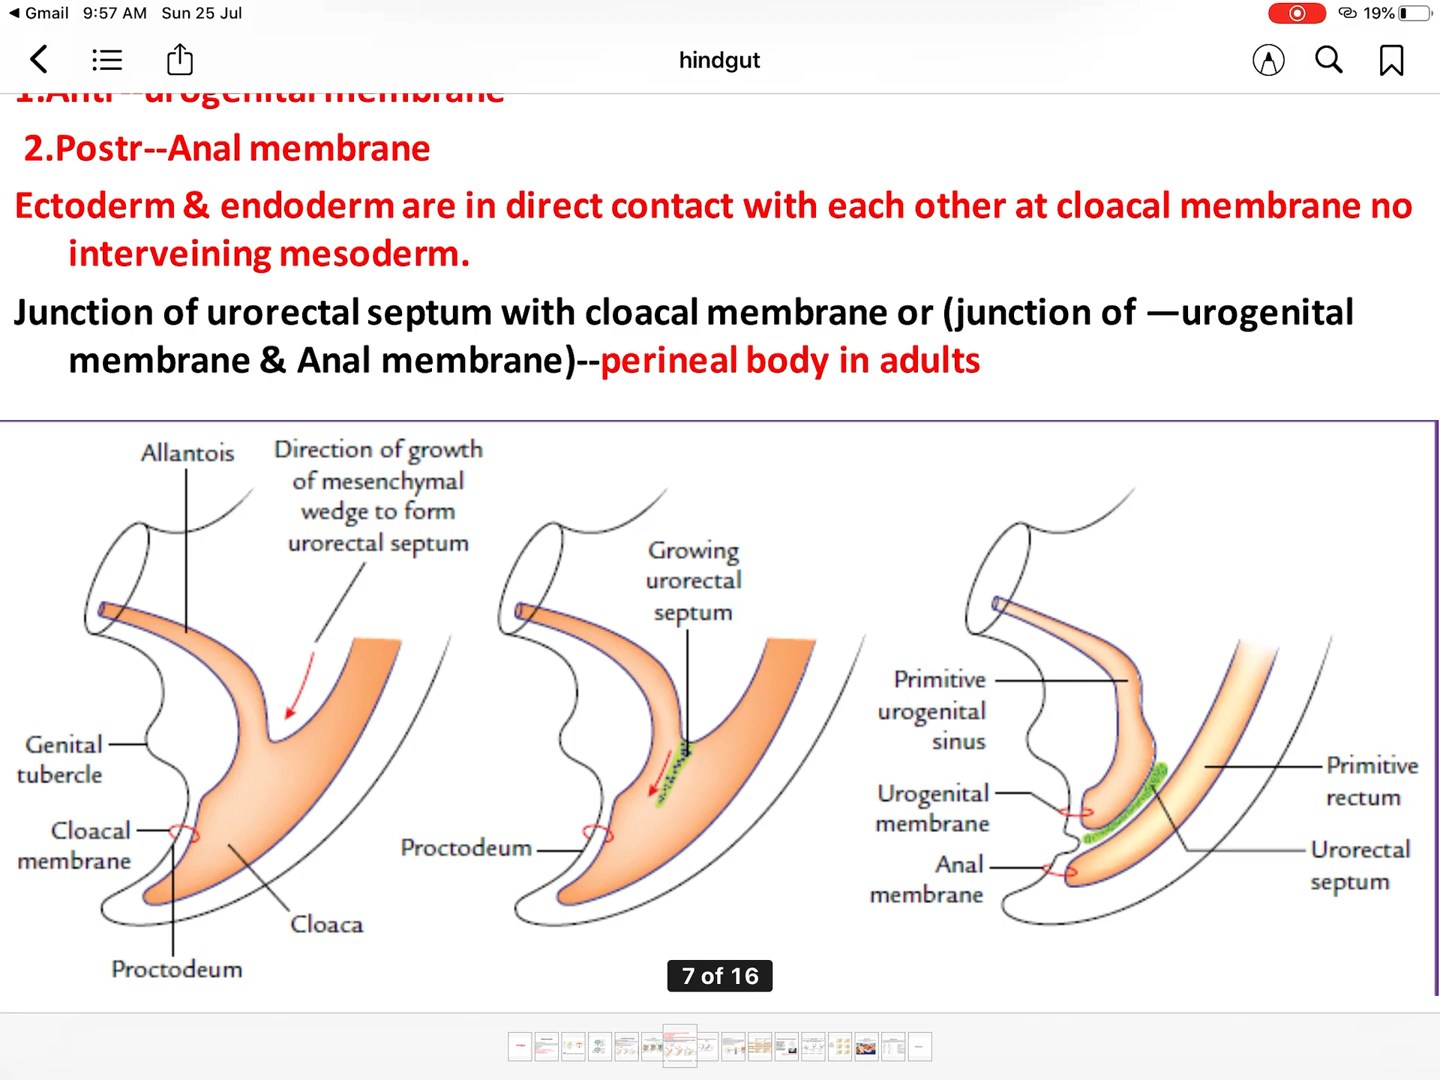 Gmail 9:57 AM Sun 25 Jul 19%
hindgut
1.Antr--urogenital membrane
2.Postr--Anal membrane
Ectoderm & endoderm are in direct contact with each other at cloacal membrane no
interveining mesoderm.
Junction of urorectal septum with cloacal membrane or (junction of —urogenital
membrane & Anal membrane)--perineal body in adults
Allantois
Direction of growth
of mesenchymal
wedge to form
urorectal septum
Genital
tubercle
Cloacal
membrane
Proctodeum
Cloaca
Growing
urorectal
septum
Proctodeum
Primitive
urogenital
sinus
Urogenital
membrane
Anal
membrane
Primitive
rectum
Urorectal
septum
7 of 16